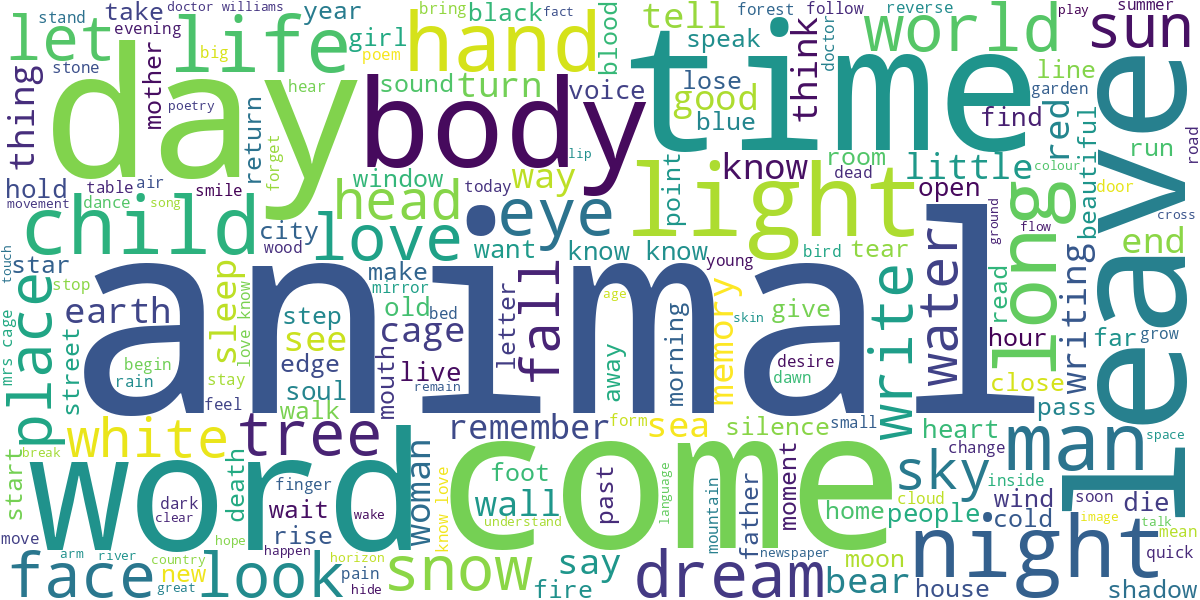 stand
take
doctor williams
evening
year
bring
black
fact
tell
forest
follow
reverse
play
summer
let
life
big
girl
poem
hand
blood
speak
doctor
think
world
sun
stone
mother
hear
sound
turn
voice
time
lose
good
blue
line
garden
find
red
road
thing
day
poetry
return
forget
body
lip
window
way
point
know
room
dead
little
colour
run
beautiful
leave
hold
movement
table
air
dance
song
smile
head
today
light
open
long
door
cross
child
city
wood
love
eye
want
know know
young
bird
tear
ground
flow
end
touch
star
stop
place
earth
sleep
love know
make
mirror
old
bed
letter
fall
age
skin
memory
give
write
water
read
writing
hour
far
grow
mrs cage
street
begin
rain
stay
animal
step
see
edge
soul
cage
mouth
live
remain
away
morning
desire
dawn
close
pass
feel
walk
white
tree
remember
form
sea
silence
small
heart
change
man
space
break
start
word
death
finger
woman
come
foot
wall
past
language
mountain
father
moment
sky
cloud
inside
wind
soon
die
image
talk
dark
clear
wait
wake
know love
understand
home
people
cold
mean
move
hope
rise
happen
horizon
newspaper
moon
night
quick
face
arm
river
country
new
great
look
pain
hide
snow
say
fire
dream
bear
house
shadow